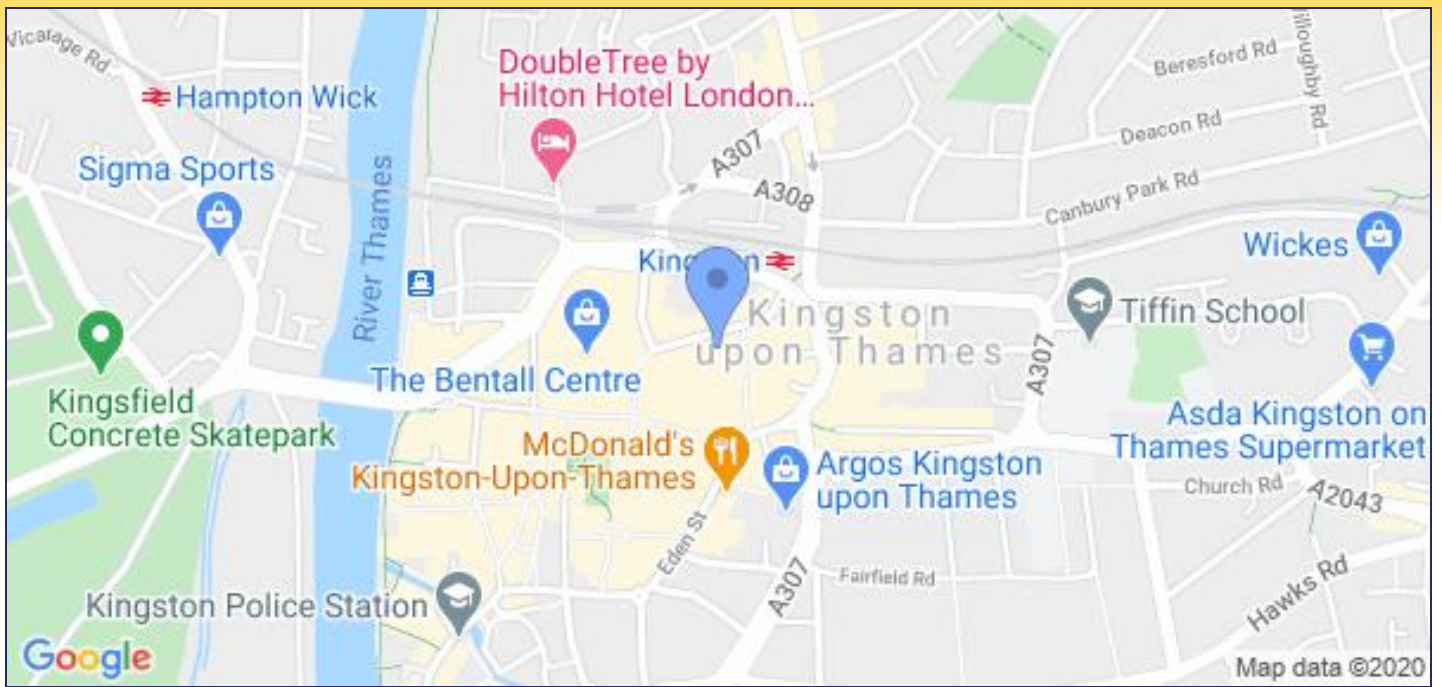 Vicarage Rd
Hampton Wick
DoubleTree by
Hilton Hotel London...
Willoughby Rd
Beresford Rd
Deacon Rd
A307
Sigma Sports
River Thames
A308
Canbury Park Rd
Wickes
Kingston
Kingston
upon Thames
Tiffin School
A307
The Bentall Centre
Kingsfield
Concrete Skatepark
McDonald's
Kingston-Upon-Thames
Argos Kingston
upon Thames
Asda Kingston on
Thames Supermarket
Church Rd
A2043
Eden St
Fairfield Rd
A307
Hawks Rd
Kingston Police Station
Google
Map data ©2020